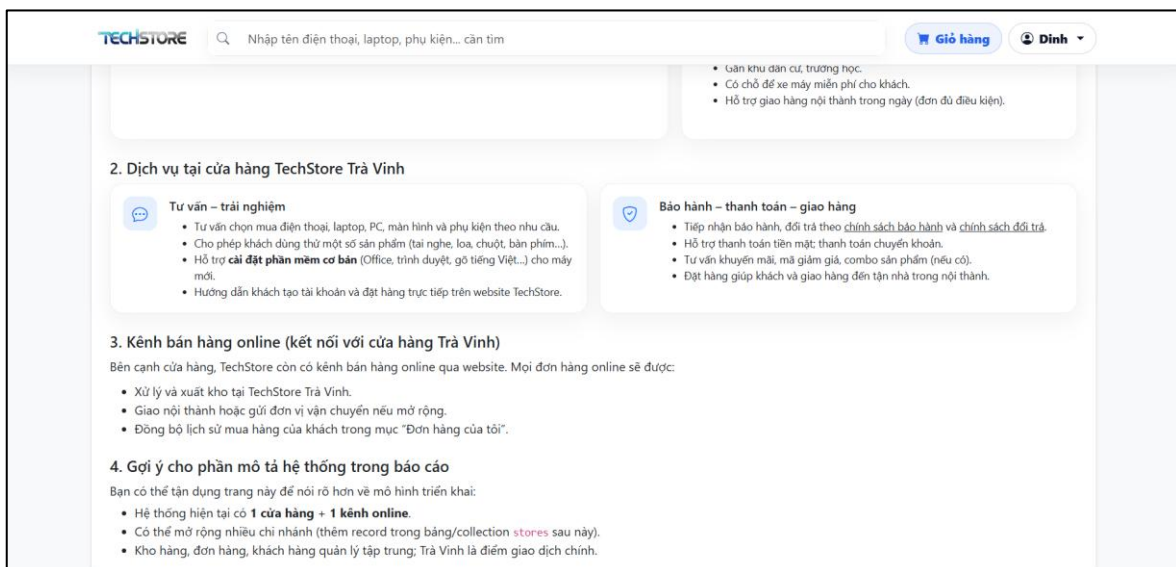 TECHSTORE
Nhập tên điện thoại, laptop, phụ kiện... cần tìm
Giỏ hàng
Dinh
Gần khu dân cư, trường học.
Có chỗ để xe máy miễn phí cho khách.
Hỗ trợ giao hàng nội thành trong ngày (đơn đủ điều kiện).
2. Dịch vụ tại cửa hàng TechStore Trà Vinh
Tư vấn – trải nghiệm
Tư vấn chọn mua điện thoại, laptop, PC, màn hình và phụ kiện theo nhu cầu.
Cho phép khách dùng thử một số sản phẩm (tai nghe, loa, chuột, bàn phím...).
Hỗ trợ cài đặt phần mềm cơ bản (Office, trình duyệt, gõ tiếng Việt...) cho máy
mới.
Hướng dẫn khách tạo tài khoản và đặt hàng trực tiếp trên website TechStore.
Bảo hành – thanh toán – giao hàng
Tiếp nhận bảo hành, đổi trả theo chính sách bảo hành và chính sách đổi trả.
Hỗ trợ thanh toán tiền mặt; thanh toán chuyển khoản.
Tư vấn khuyến mãi, mã giảm giá, combo sản phẩm (nếu có).
Đặt hàng giúp khách và giao hàng đến tận nhà trong nội thành.
3. Kênh bán hàng online (kết nối với cửa hàng Trà Vinh)
Bên cạnh cửa hàng, TechStore còn có kênh bán hàng online qua website. Mọi đơn hàng online sẽ được:
Xử lý và xuất kho tại TechStore Trà Vinh.
Giao nội thành hoặc gửi đơn vị vận chuyển nếu mở rộng.
Đồng bộ lịch sử mua hàng của khách trong mục "Đơn hàng của tôi".
4. Gợi ý cho phần mô tả hệ thống trong báo cáo
Bạn có thể tận dụng trang này để nói rõ hơn về mô hình triển khai:
Hệ thống hiện tại có 1 cửa hàng + 1 kênh online.
Có thể mở rộng nhiều chi nhánh (thêm record trong bảng/collection stores sau này).
Kho hàng, đơn hàng, khách hàng quản lý tập trung; Trà Vinh là điểm giao dịch chính.